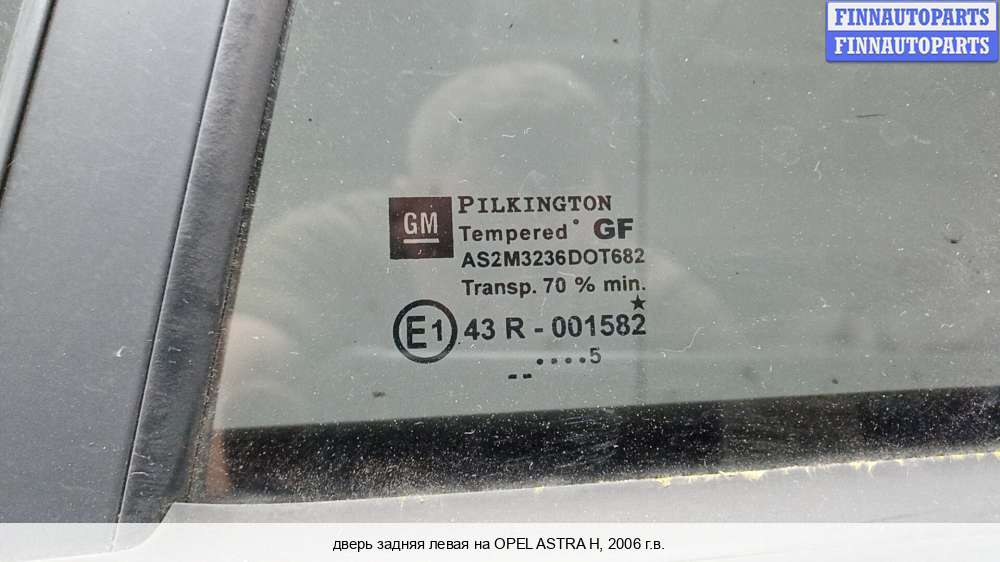 FINNAUTOPARTS
FINNAUTOPARTS
GM
PILKINGTON
Tempered° GF
AS2M3236DOT682
Transp. 70 % min.
E1 43 R - 001582
....5
--
дверь задняя левая на OPEL ASTRA H, 2006 г.в.